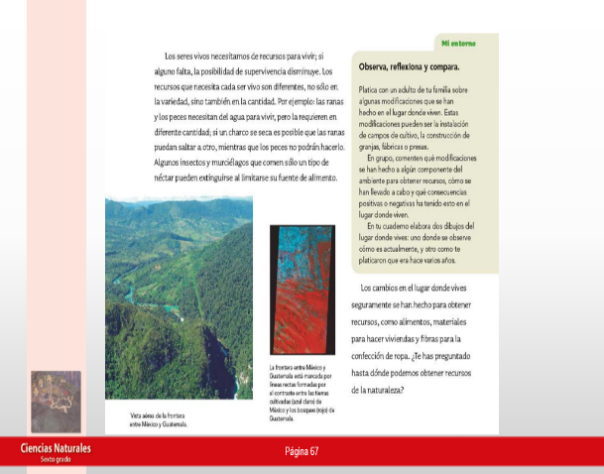 Los seres vivos necesitamos de recursos para vivir; si
alguno falta, la posibilidad de supervivencia disminuye. Los
recursos que necesita cada ser vivo son diferentes, no sólo en
la variedad, sino también en la cantidad. Por ejemplo: las ranas
y los peces necesitan del agua para vivir, pero la requieren en
diferente cantidad; si un charco se seca es posible que las ranas
puedan saltar a otro, mientras que los peces no podrán hacerlo.
Algunos insectos y murciélagos que comen sólo un tipo de
néctar pueden extinguirse al limitarse su fuente de alimento.
Mi entorno
Observa, reflexiona y compara.
Platica con un adulto de tu familia sobre
algunas modificaciones que se han
hecho en el lugar donde viven. Estas
modificaciones pueden ser la instalación
de campos de cultivo, la construcción de
granjas, fábricas o presas.
En grupo, comenten qué modificaciones
se han hecho a algún componente del
ambiente para obtener recursos, cómo se
han llevado a cabo y qué consecuencias
positivas o negativas ha tenido esto en el
lugar donde viven.
En tu cuaderno elabora dos dibujos del
lugar donde vives: uno donde se observe
cómo es actualmente, y otro como te
platicaron que era hace varios años.
Los cambios en el lugar donde vives
seguramente se han hecho para obtener
recursos, como alimentos, materiales
para hacer viviendas y fibras para la
confección de ropa. ¿Te has preguntado
hasta dónde podemos obtener recursos
de la naturaleza?
La frontera entre México y
Guatemala está marcada por
líneas rectas formadas por
el contraste entre las tierras
cultivadas (azul claro) de
México y los bosques (rojo) de
Guatemala.
Vista aérea de la frontera
entre México y Guatemala.
Ciencias Naturales
Sexto grado
Página 67